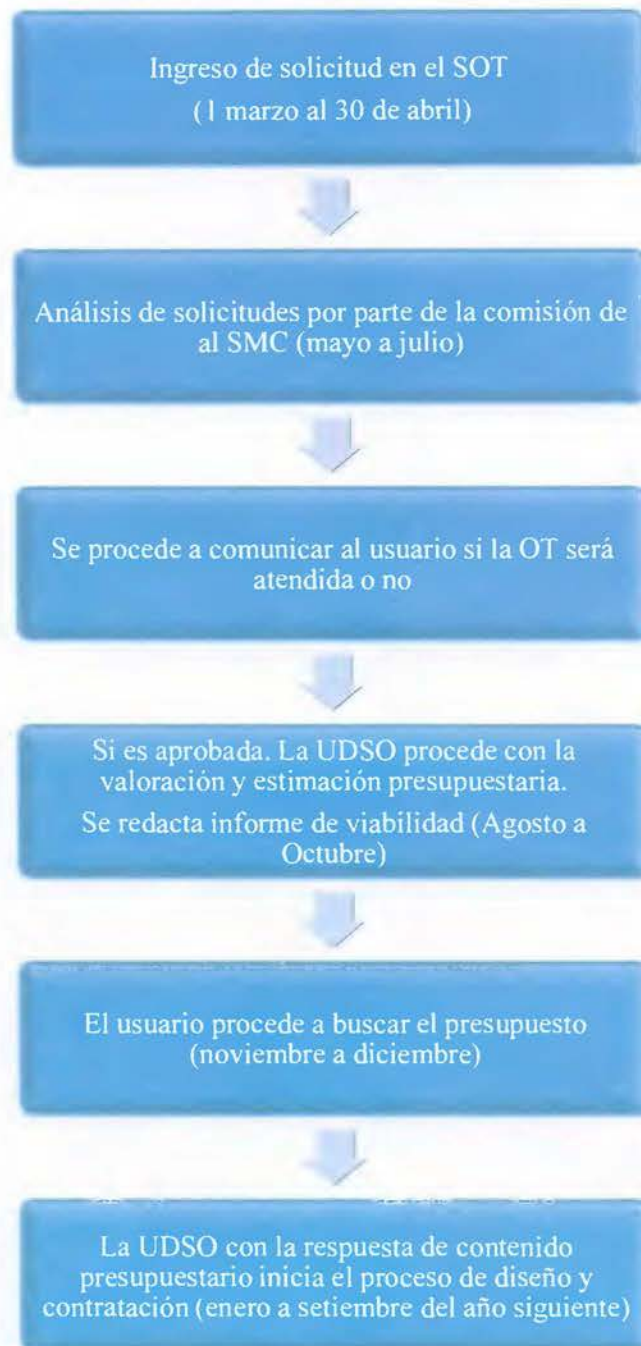 Ingreso de solicitud en el SOT
(1 marzo al 30 de abril)
Análisis de solicitudes por parte de la comisión de
al SMC (mayo a julio)
Se procede a comunicar al usuario si la OT será
atendida o no
Si es aprobada. La UDSO procede con la
valoración y estimación presupuestaria.
Se redacta informe de viabilidad (Agosto a
Octubre)
El usuario procede a buscar el presupuesto
(noviembre a diciembre)
La UDSO con la respuesta de contenido
presupuestario inicia el proceso de diseño y
contratación (enero a setiembre del año siguiente)